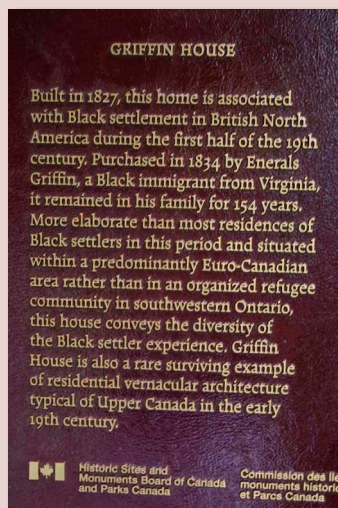 GRIFFIN HOUSE
Built in 1827, this home is associated
with Black settlement in British North
America during the first half of the 19th
century. Purchased in 1834 by Enerals
Griffin, a Black immigrant from Virginia,
it remained in his family for 154 years.
More elaborate than most residences of
Black settlers in this period and situated
within a predominantly Euro-Canadian
area rather than in an organized refugee
community in southwestern Ontario,
this house conveys the diversity of
the Black settler experience. Griffin
House is also a rare surviving example
of residential vernacular architecture
typical of Upper Canada in the early
19th century.
Historic Sites and
Monuments Board of Canada
and Parks Canada
Commission des
monuments
et Parcs Canada